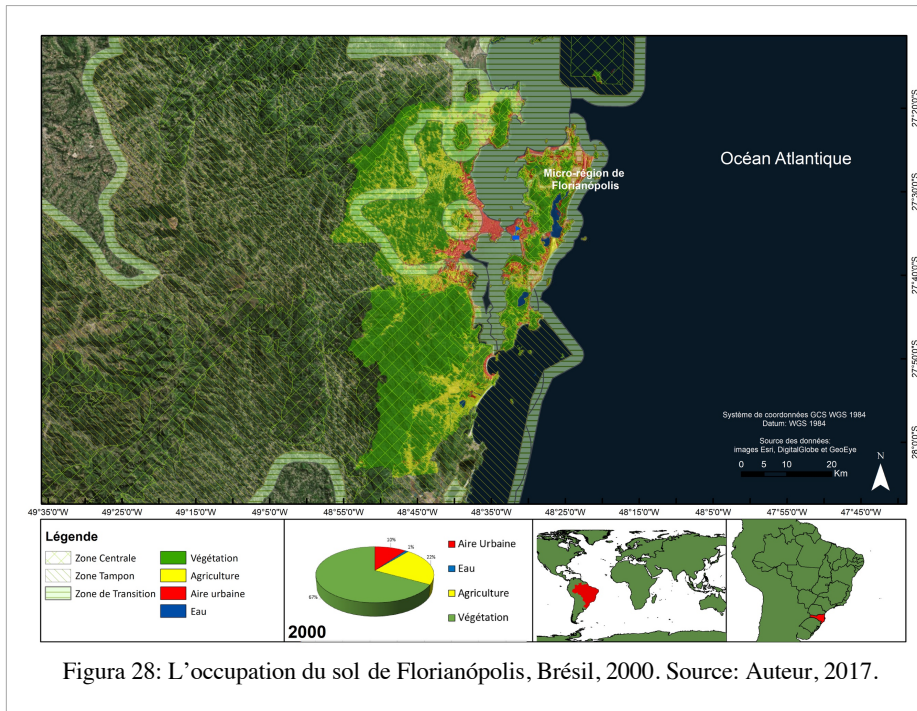 Océan Atlantique
Micro-région de
Florianópolis
27°20'0"S
27°30'0"S
27°40'0"S
27°50'0"S
28°0'0"S
Système de coordonnées GCS WGS 1984
Datum: WGS 1984
Source des données:
images Esri, DigitalGlobe et GeoEye
N
0 5 10 20
Km
49°35'0"W 49°25'0"W 49°15'0"W 49°5'0"W 48°55'0"W 48°45'0"W 48°35'0"W 48°25'0"W 48°15'0"W 48°5'0"W 47°55'0"W 47°45'0"W
Légende
Zone Centrale
Zone Tampon
Zone de Transition
Végétation
Agriculture
Aire urbaine
Eau
10%
1%
22%
67%
2000
Aire Urbaine
Eau
Agriculture
Végétation
Figura 28: L'occupation du sol de Florianópolis, Brésil, 2000. Source: Auteur, 2017.